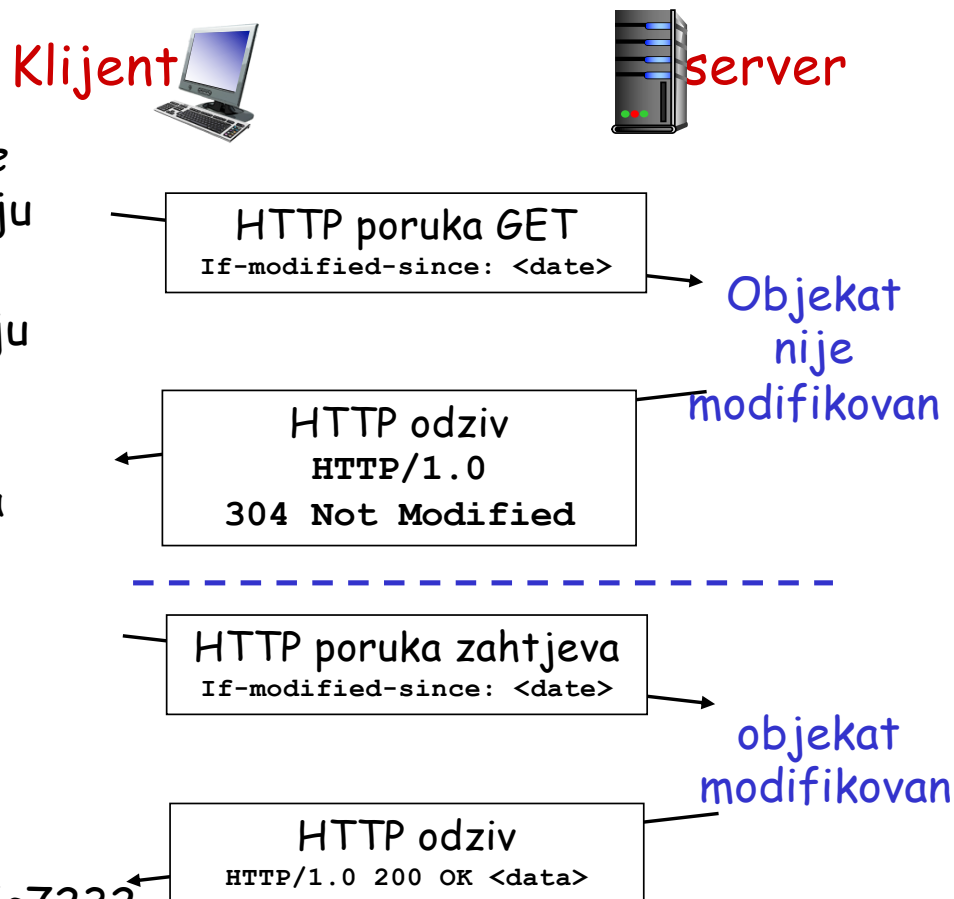 Klijent
server
HTTP poruka GET
If-modified-since: <date>
Objekat
nije
modifikovan
HTTP odziv
HTTP/1.0
304 Not Modified
HTTP poruka zahtjeva
If-modified-since: <date>
objekat
modifikovan
HTTP odziv
HTTP/1.0 200 OK <data>